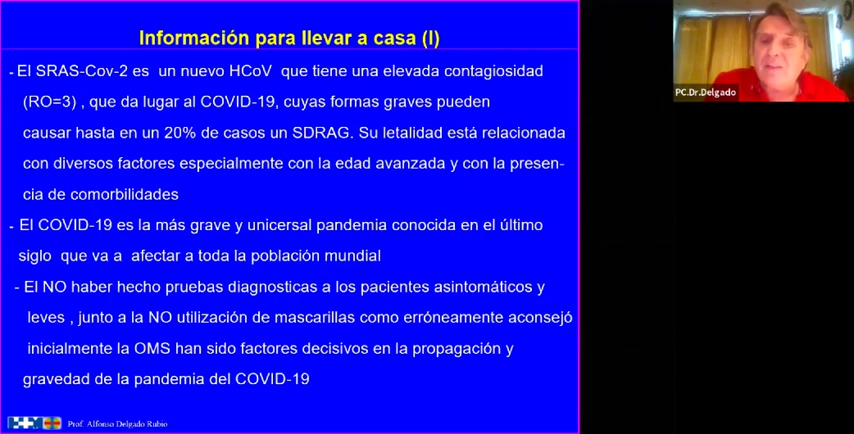 Información para llevar a casa (I)
- El SRAS-Cov-2 es un nuevo HCoV que tiene una elevada contagiosidad
(RO=3) , que da lugar al COVID-19, cuyas formas graves pueden
causar hasta en un 20% de casos un SDRAG. Su letalidad está relacionada
con diversos factores especialmente con la edad avanzada y con la presen-
cia de comorbilidades
- El COVID-19 es la más grave y unicersal pandemia conocida en el último
siglo que va a afectar a toda la población mundial
- El NO haber hecho pruebas diagnosticas a los pacientes asintomáticos y
leves , junto a la NO utilización de mascarillas como erróneamente aconsejó
inicialmente la OMS han sido factores decisivos en la propagación y
gravedad de la pandemia del COVID-19
Prof. Alfonso Delgado Rubio
PC.Dr.Delgado